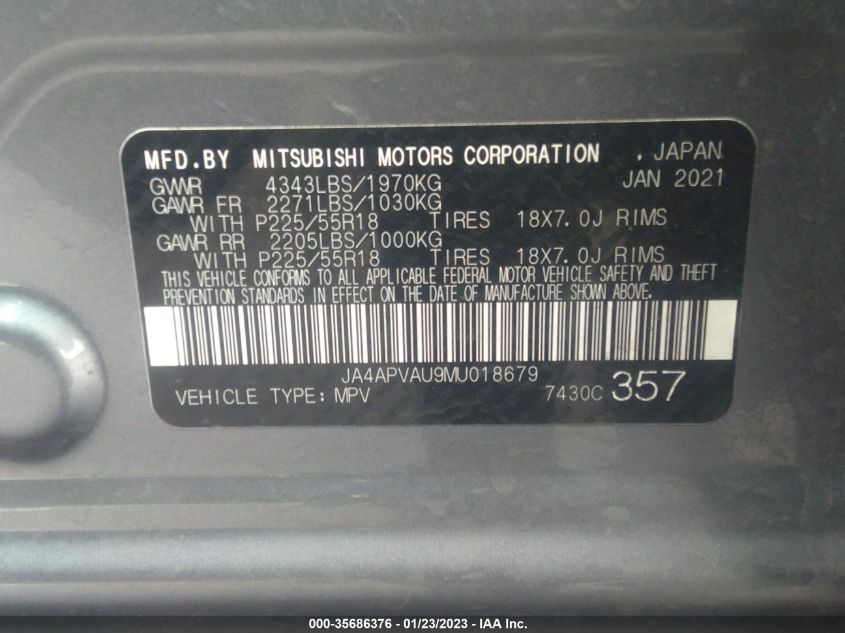 MFD.BY MITSUBISHI MOTORS CORPORATION , JAPAN
GVWR 4343LBS/1970KG JAN 2021
GAWR FR 2271LBS/1030KG
WITH P225/55R18 TIRES 18X7.0J RIMS
GAWR RR 2205LBS/1000KG
WITH P225/55R18 TIRES 18X7.0J RIMS
THIS VEHICLE CONFORMS TO ALL APPLICABLE FEDERAL MOTOR VEHICLE SAFETY AND THEFT
PREVENTION STANDARDS IN EFFECT ON THE DATE OF MANUFACTURE SHOWN ABOVE.
JA4APVAU9MU018679
VEHICLE TYPE: MPV 7430C 357
000-35686376 - 01/23/2023 - IAA Inc.